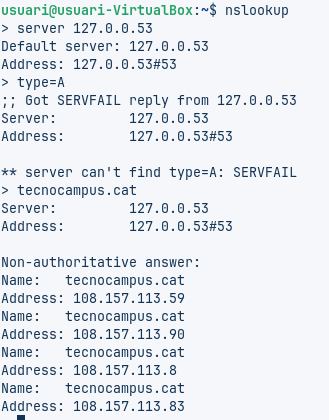 usuari@usuari-VirtualBox:~$ nslookup
> server 127.0.0.53
Default server: 127.0.0.53
Address: 127.0.0.53#53
> type=A
;; Got SERVFAIL reply from 127.0.0.53
Server:         127.0.0.53
Address:        127.0.0.53#53

** server can't find type=A: SERVFAIL
> tecnocampus.cat
Server:         127.0.0.53
Address:        127.0.0.53#53

Non-authoritative answer:
Name:   tecnocampus.cat
Address: 108.157.113.59
Name:   tecnocampus.cat
Address: 108.157.113.90
Name:   tecnocampus.cat
Address: 108.157.113.8
Name:   tecnocampus.cat
Address: 108.157.113.83